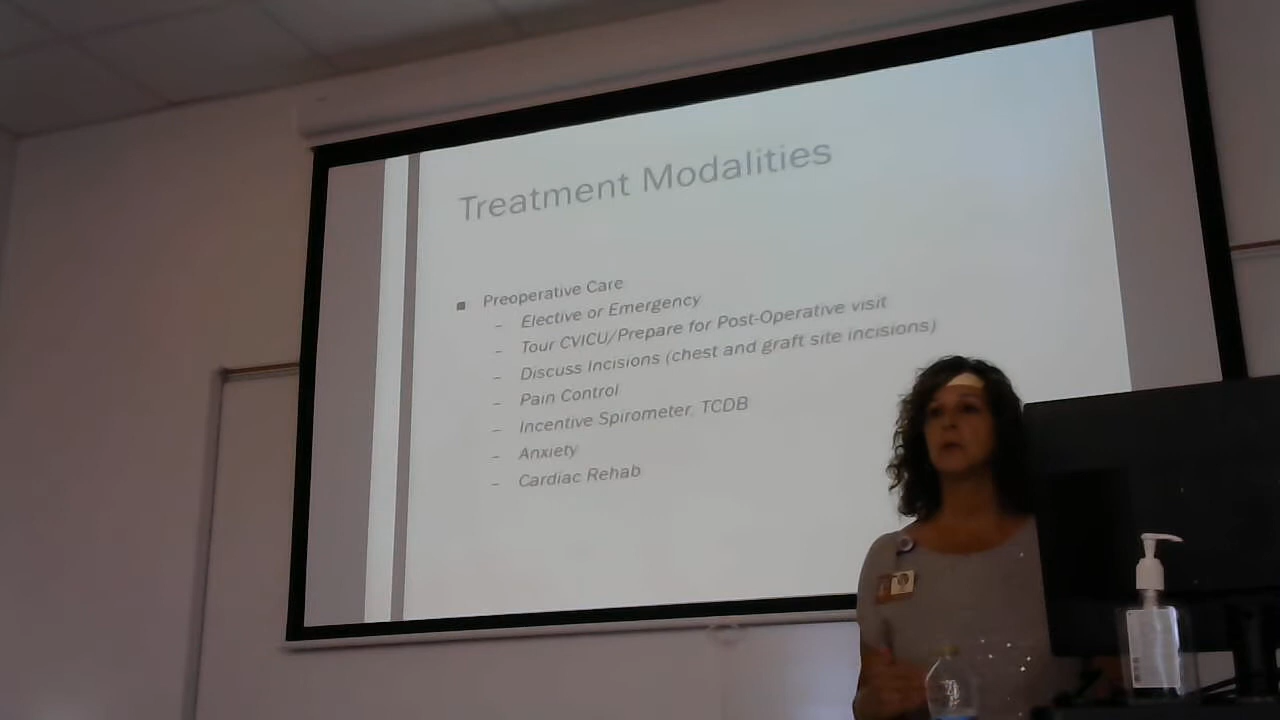 Treatment Modalities
Preoperative Care
– Elective or Emergency
– Tour CVICU/Prepare for Post-Operative visit
– Discuss Incisions (chest and graft site incisions)
– Pain Control
– Incentive Spirometer, TCDB
– Anxiety
– Cardiac Rehab